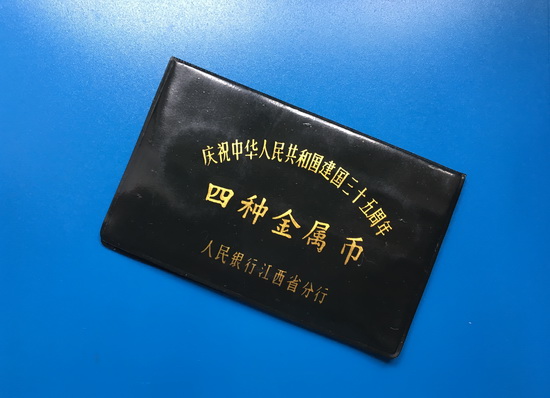 庆祝中华人民共和国建国三十五周年
四种金属币
人民银行江西省分行